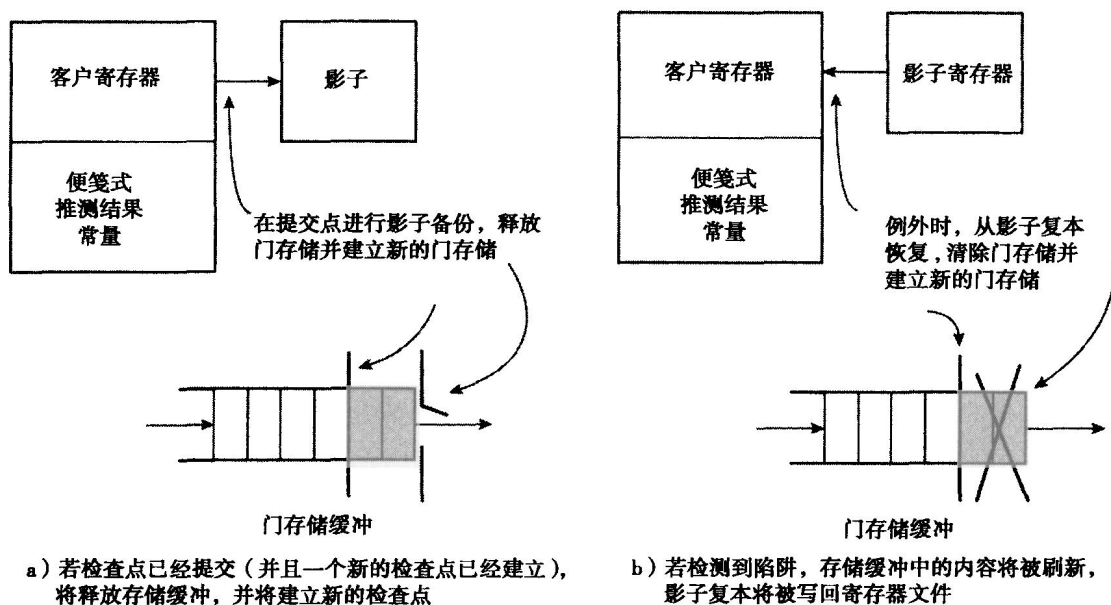 客户寄存器
影子
便笺式
推测结果
常量
在提交点进行影子备份，释放
门存储并建立新的门存储
门存储缓冲
a）若检查点已经提交（并且一个新的检查点已经建立），
将释放存储缓冲，并将建立新的检查点
客户寄存器
影子寄存器
便笺式
推测结果
常量
例外时，从影子复本
恢复，清除门存储并
建立新的门存储
门存储缓冲
b）若检测到陷阱，存储缓冲中的内容将被刷新，
影子复本将被写回寄存器文件